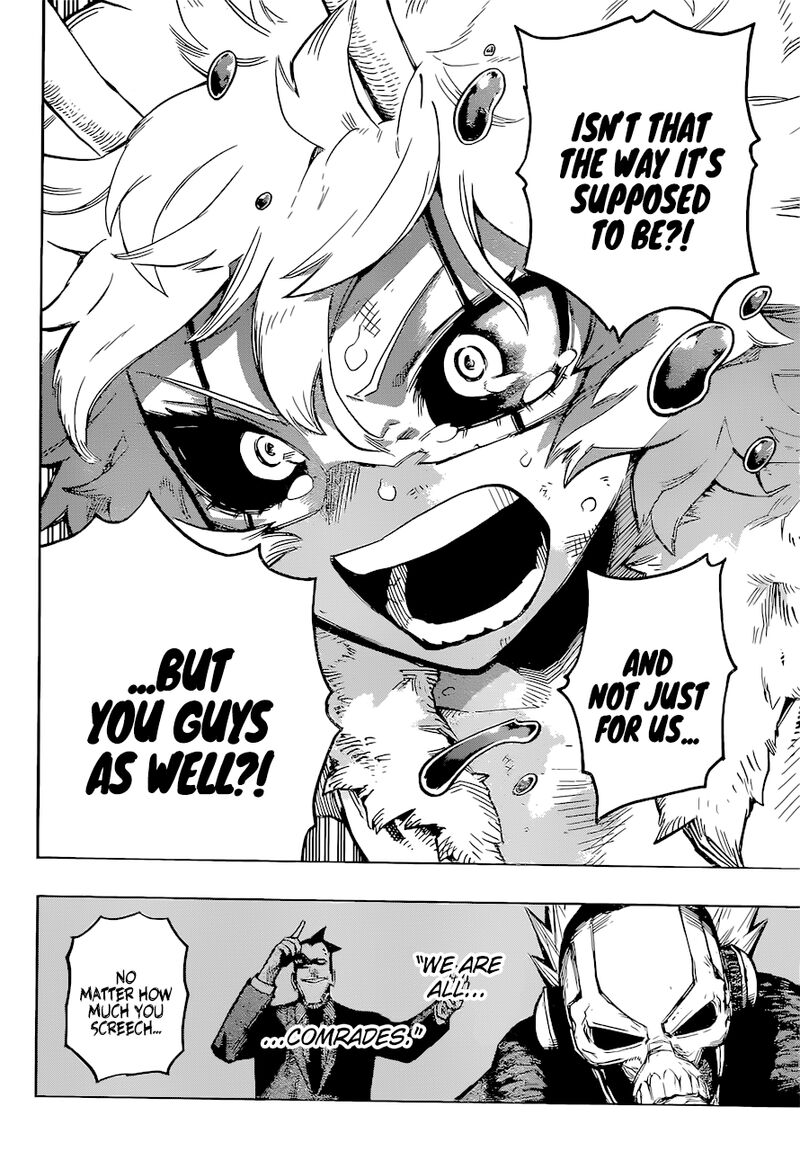 ISN'T THAT
THE WAY IT'S
SUPPOSED
TO BE?!
AND
NOT JUST
FOR US...
...BUT
YOU GUYS
AS WELL?!
"WE ARE
ALL...
...COMRADES."
NO
MATTER HOW
MUCH YOU
SCREECH...